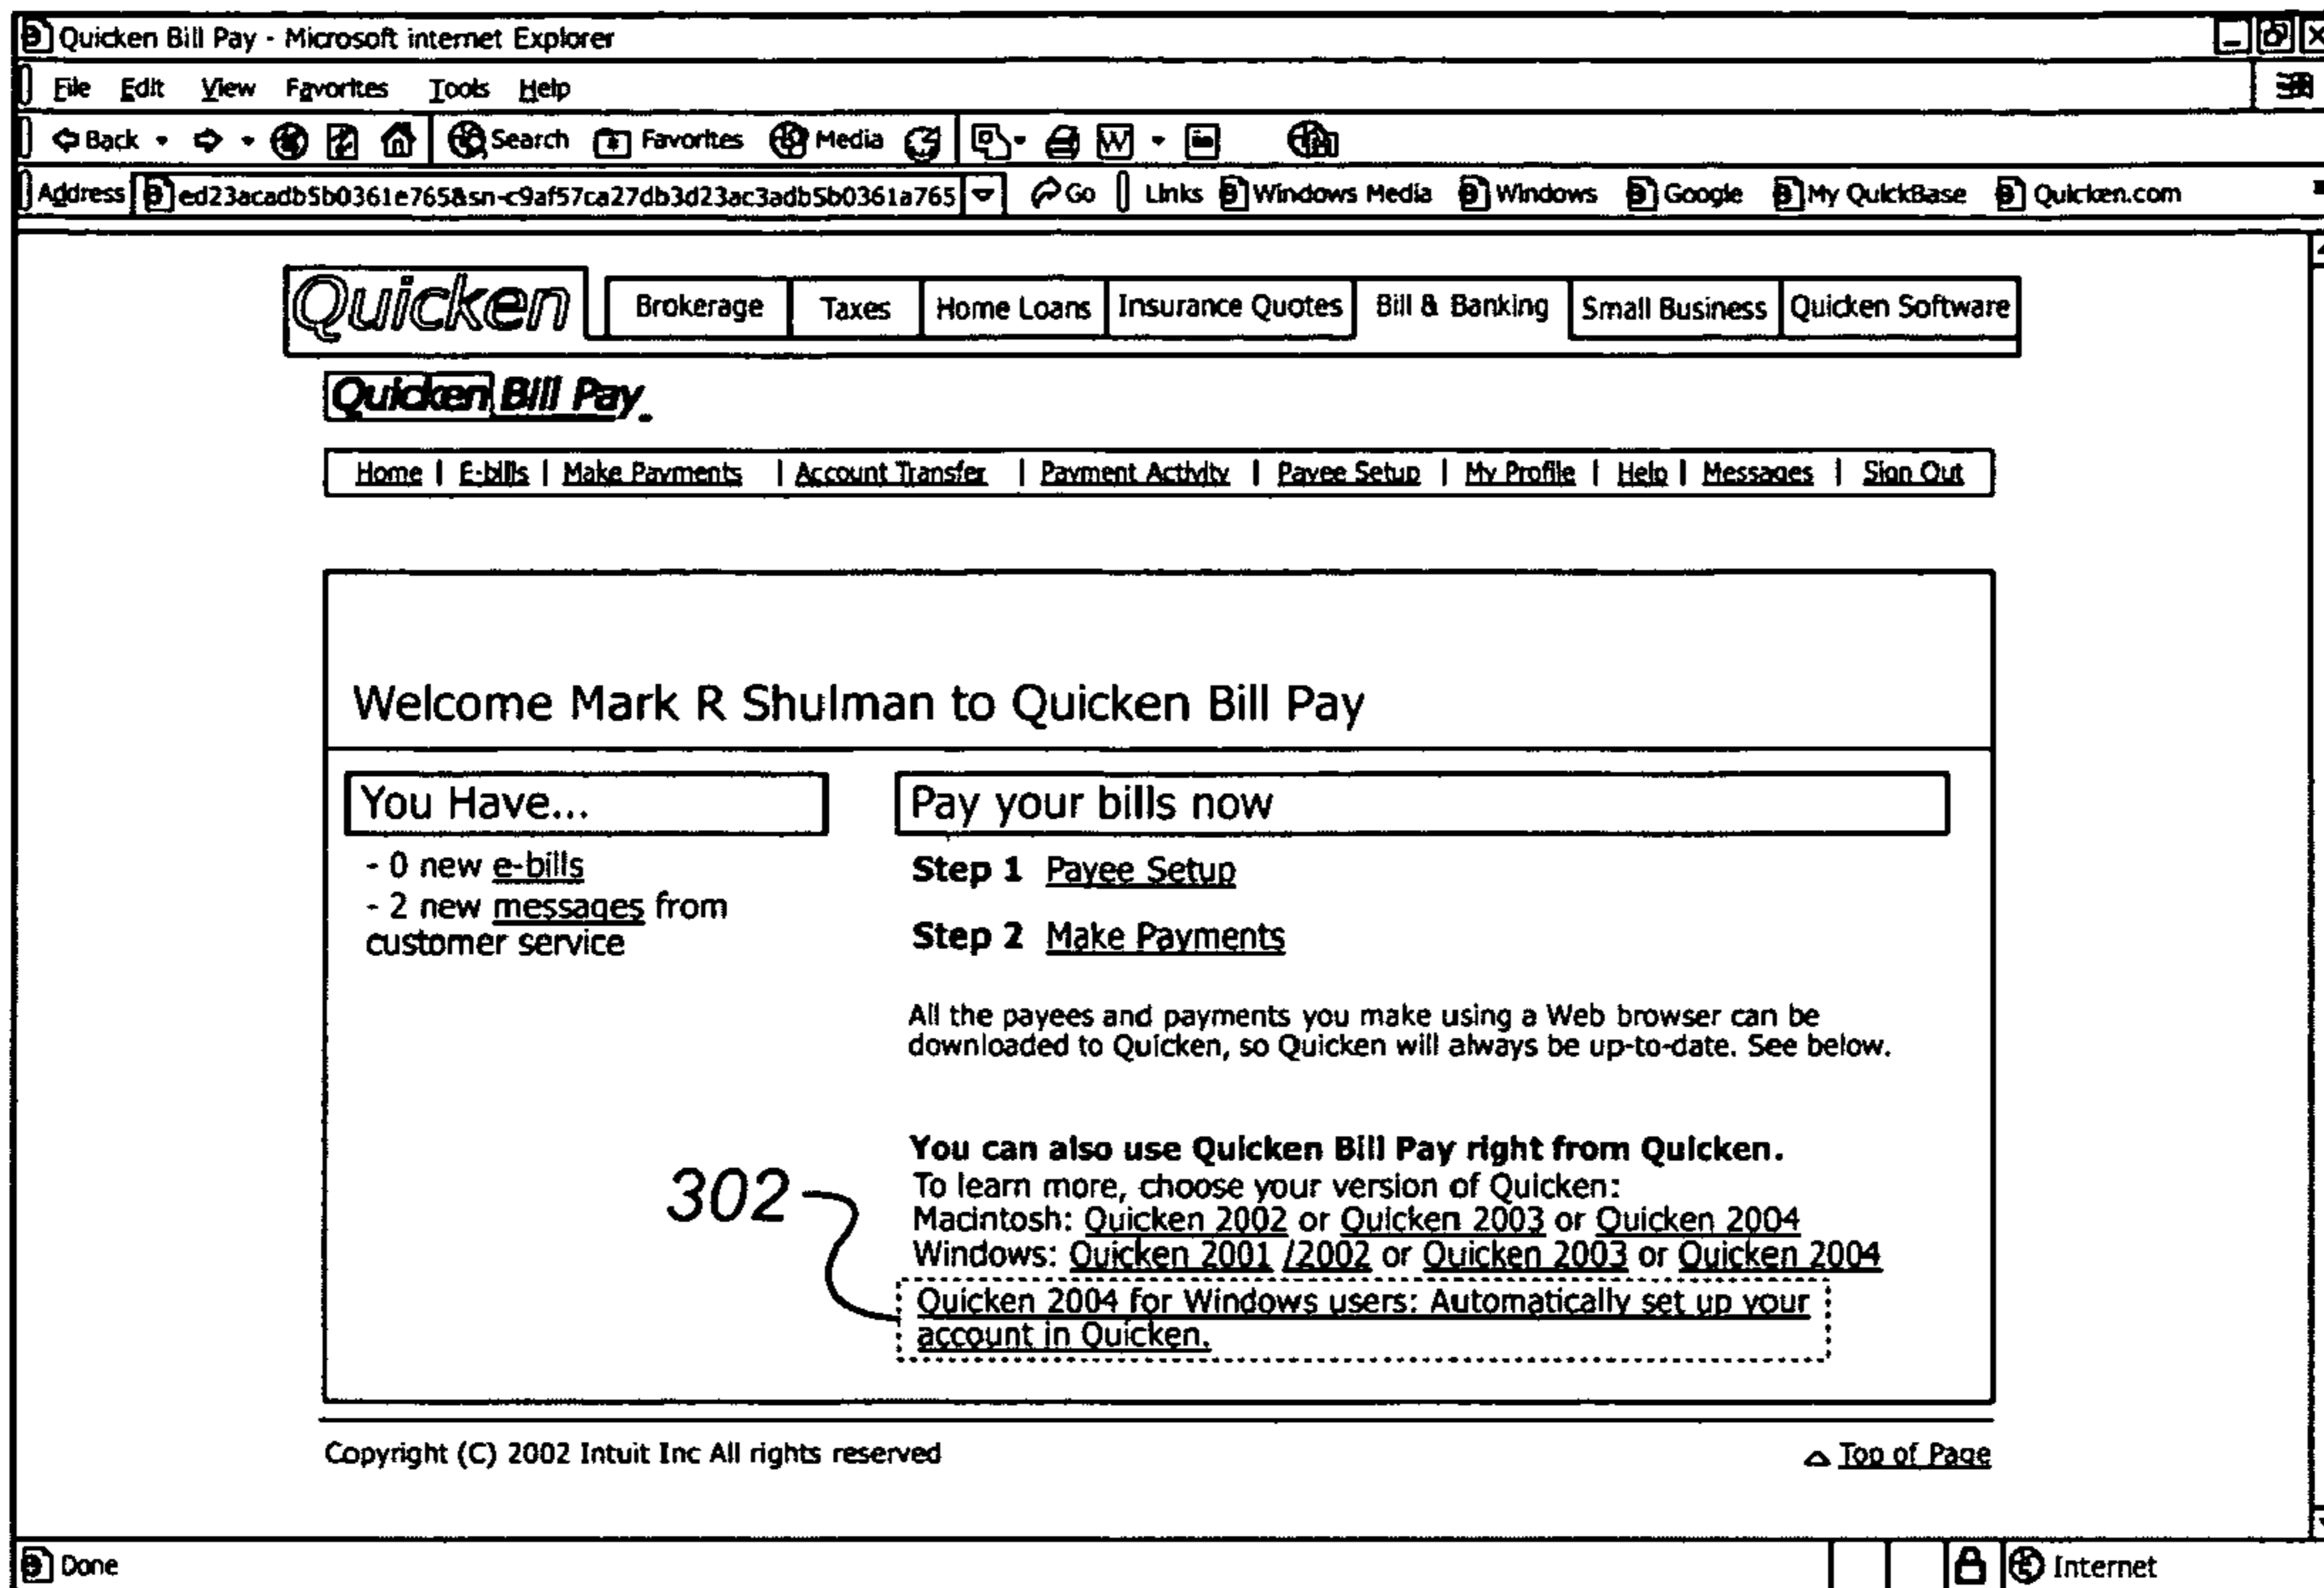 Quicken Bill Pay - Microsoft internet Explorer
File Edit View Favorites Tools Help
Back Search Favorites Media W
Address ed23acadb5b0361e765&sn-c9af57ca27db3d23ac3adb5b0361a765 Go Links Windows Media Windows Google My QuickBase Quicken.com
Quicken Brokerage Taxes Home Loans Insurance Quotes Bill & Banking Small Business Quicken Software
Quicken Bill Pay
Home | E-bills | Make Payments | Account Transfer | Payment Activity | Payee Setup | My Profile | Help | Messages | Sign Out
Welcome Mark R Shulman to Quicken Bill Pay
You Have...
- 0 new e-bills
- 2 new messages from
customer service
Pay your bills now
Step 1 Payee Setup
Step 2 Make Payments
All the payees and payments you make using a Web browser can be
downloaded to Quicken, so Quicken will always be up-to-date. See below.
You can also use Quicken Bill Pay right from Quicken.
To learn more, choose your version of Quicken:
Macintosh: Quicken 2002 or Quicken 2003 or Quicken 2004
Windows: Quicken 2001 /2002 or Quicken 2003 or Quicken 2004
302
Quicken 2004 for Windows users: Automatically set up your
account in Quicken.
Copyright (C) 2002 Intuit Inc All rights reserved
Top of Page
Done Internet